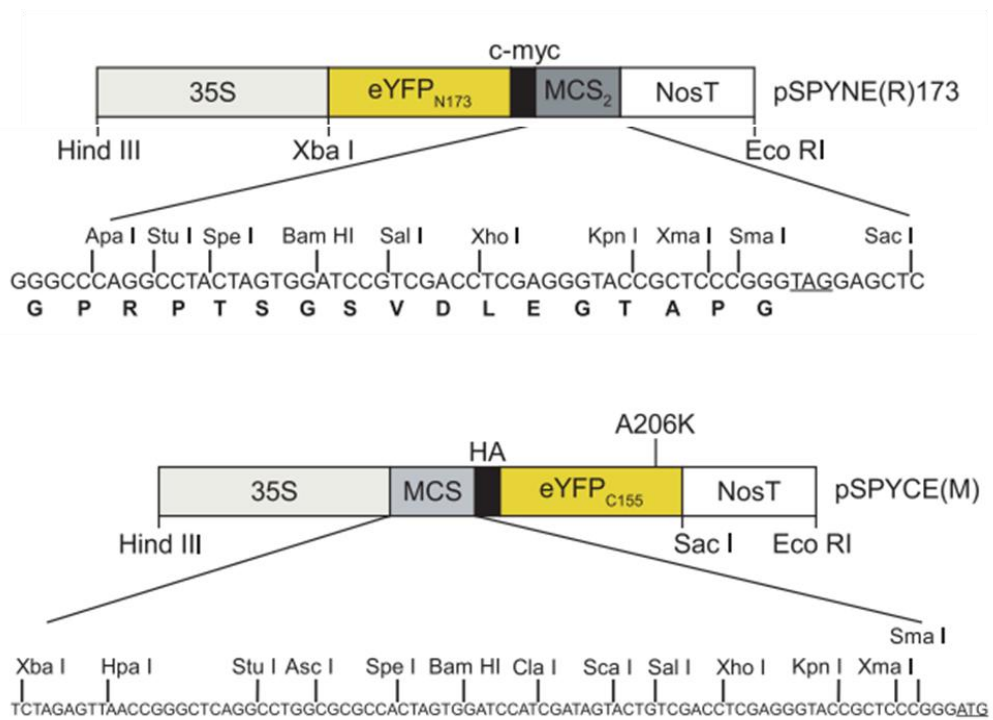 c-myc
35S eYFPN173 MCS2 NosT pSPYNE(R)173
Hind III Xba I Eco RI
Apa I Stu I Spe I Bam HI Sal I Xho I Kpn I Xma I Sma I Sac I
GGGCCCAGGCCTACTAGTGGATCCGTCGACCTCGAGGGTACCGCTCCCGGGTAGGAGCTC
G P R P T S G S V D L E G T A P G
A206K
HA
35S MCS eYFPC155 NosT pSPYCE(M)
Hind III Sac I Eco RI
Sma I
Xba I Hpa I Stu I Asc I Spe I Bam HI Cla I Sca I Sal I Xho I Kpn I Xma I
TCTAGAGTTAACCGGGCTCAGGCCTGGCGCGCCACTAGTGGATCCATCGATAGTACTGTCGACCTCGAGGGTACCGCTCCCGGGATG